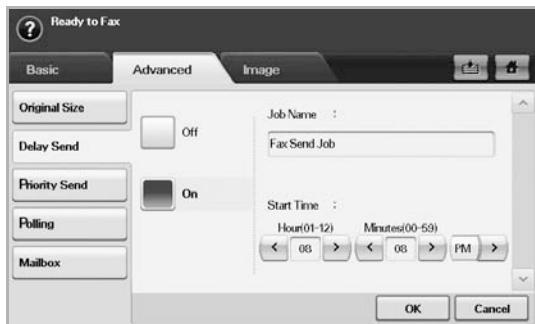 Ready to Fax
Basic
Advanced
Image
Original Size
Delay Send
Priority Send
Polling
Mailbox
Off
On
Job Name :
Fax Send Job
Start Time :
Hour(01-12) Minutes(00-59)
< 08 > < 08 > PM >
OK
Cancel